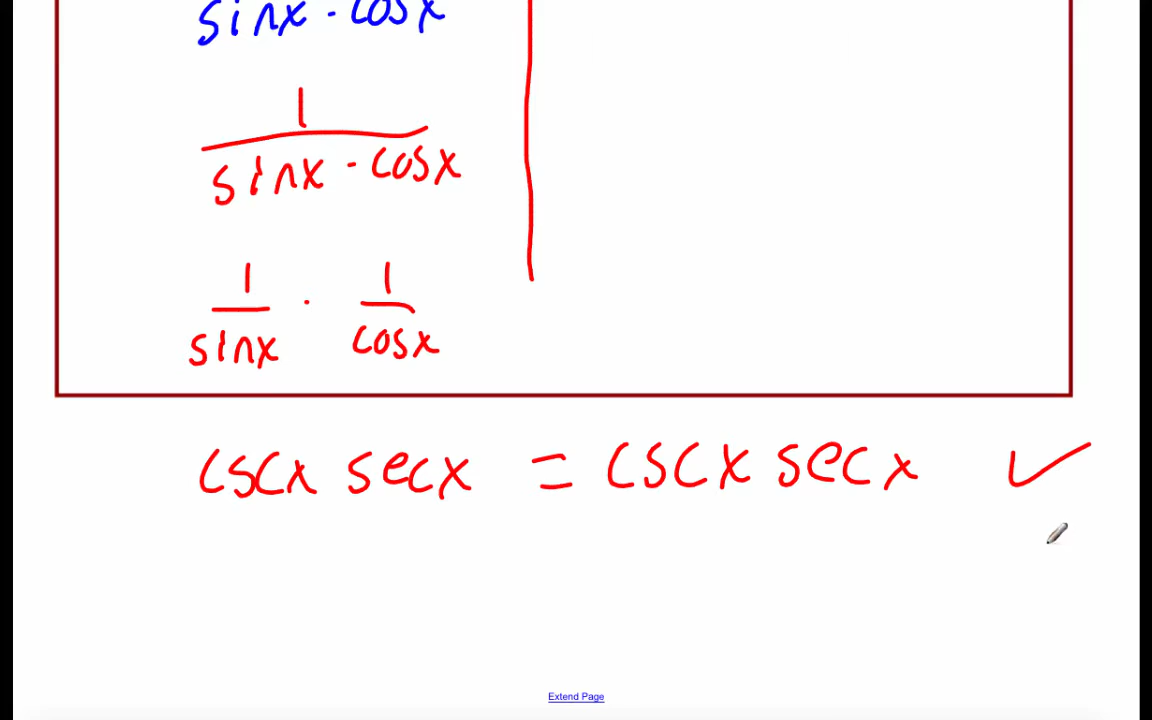 sinx · cosx
1
sinx · cosx
1 · 1
sinx cosx
cscx secx = cscx secx ✓
Extend Page